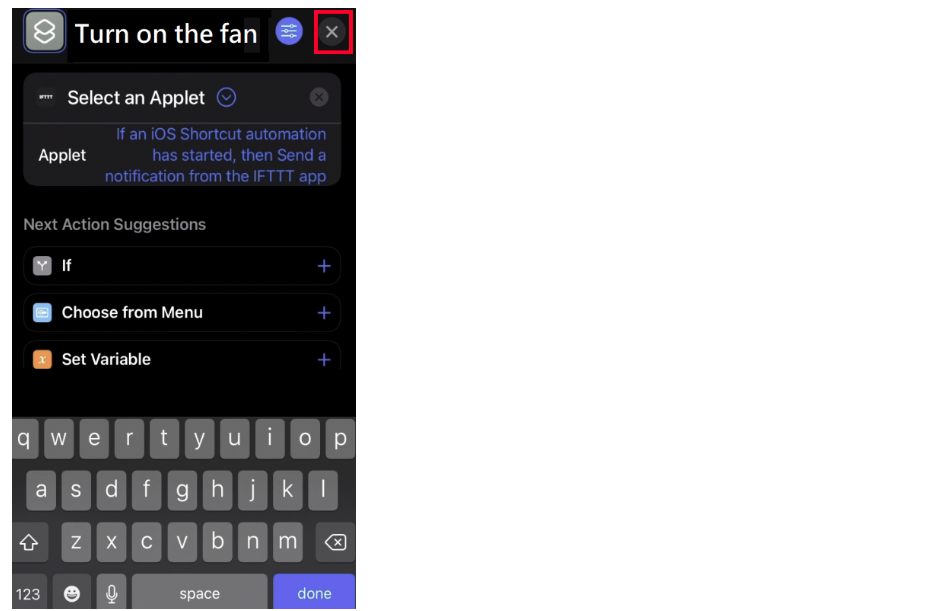 Turn on the fan
IFTTT Select an Applet
Applet
If an iOS Shortcut automation
has started, then Send a
notification from the IFTTT app
Next Action Suggestions
If
Choose from Menu
x Set Variable
q w e r t y u i o p
a s d f g h j k l
z x c v b n m
123 space done